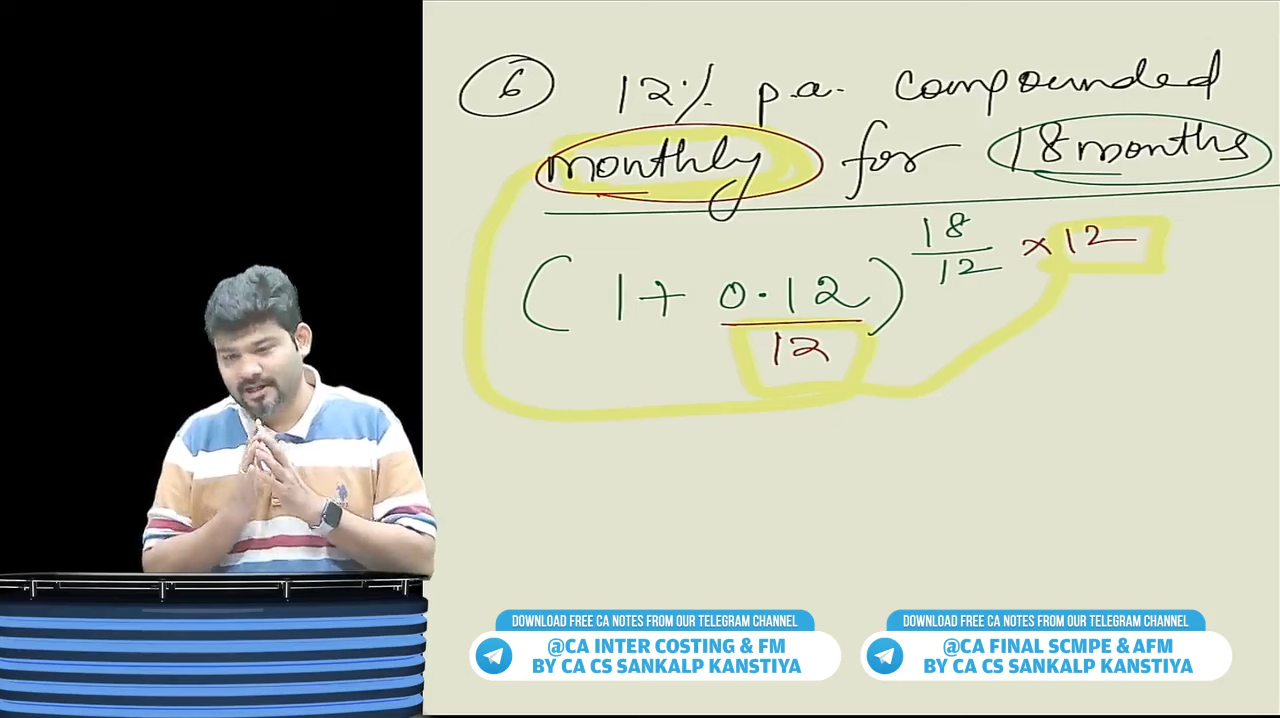 6 12% p.a. compounded
monthly for 18 months
(1 + 0.12/12)^(18/12 × 12)
DOWNLOAD FREE CA NOTES FROM OUR TELEGRAM CHANNEL
@CA INTER COSTING & FM
BY CA CS SANKALP KANSTIYA
DOWNLOAD FREE CA NOTES FROM OUR TELEGRAM CHANNEL
@CA FINAL SCMPE & AFM
BY CA CS SANKALP KANSTIYA